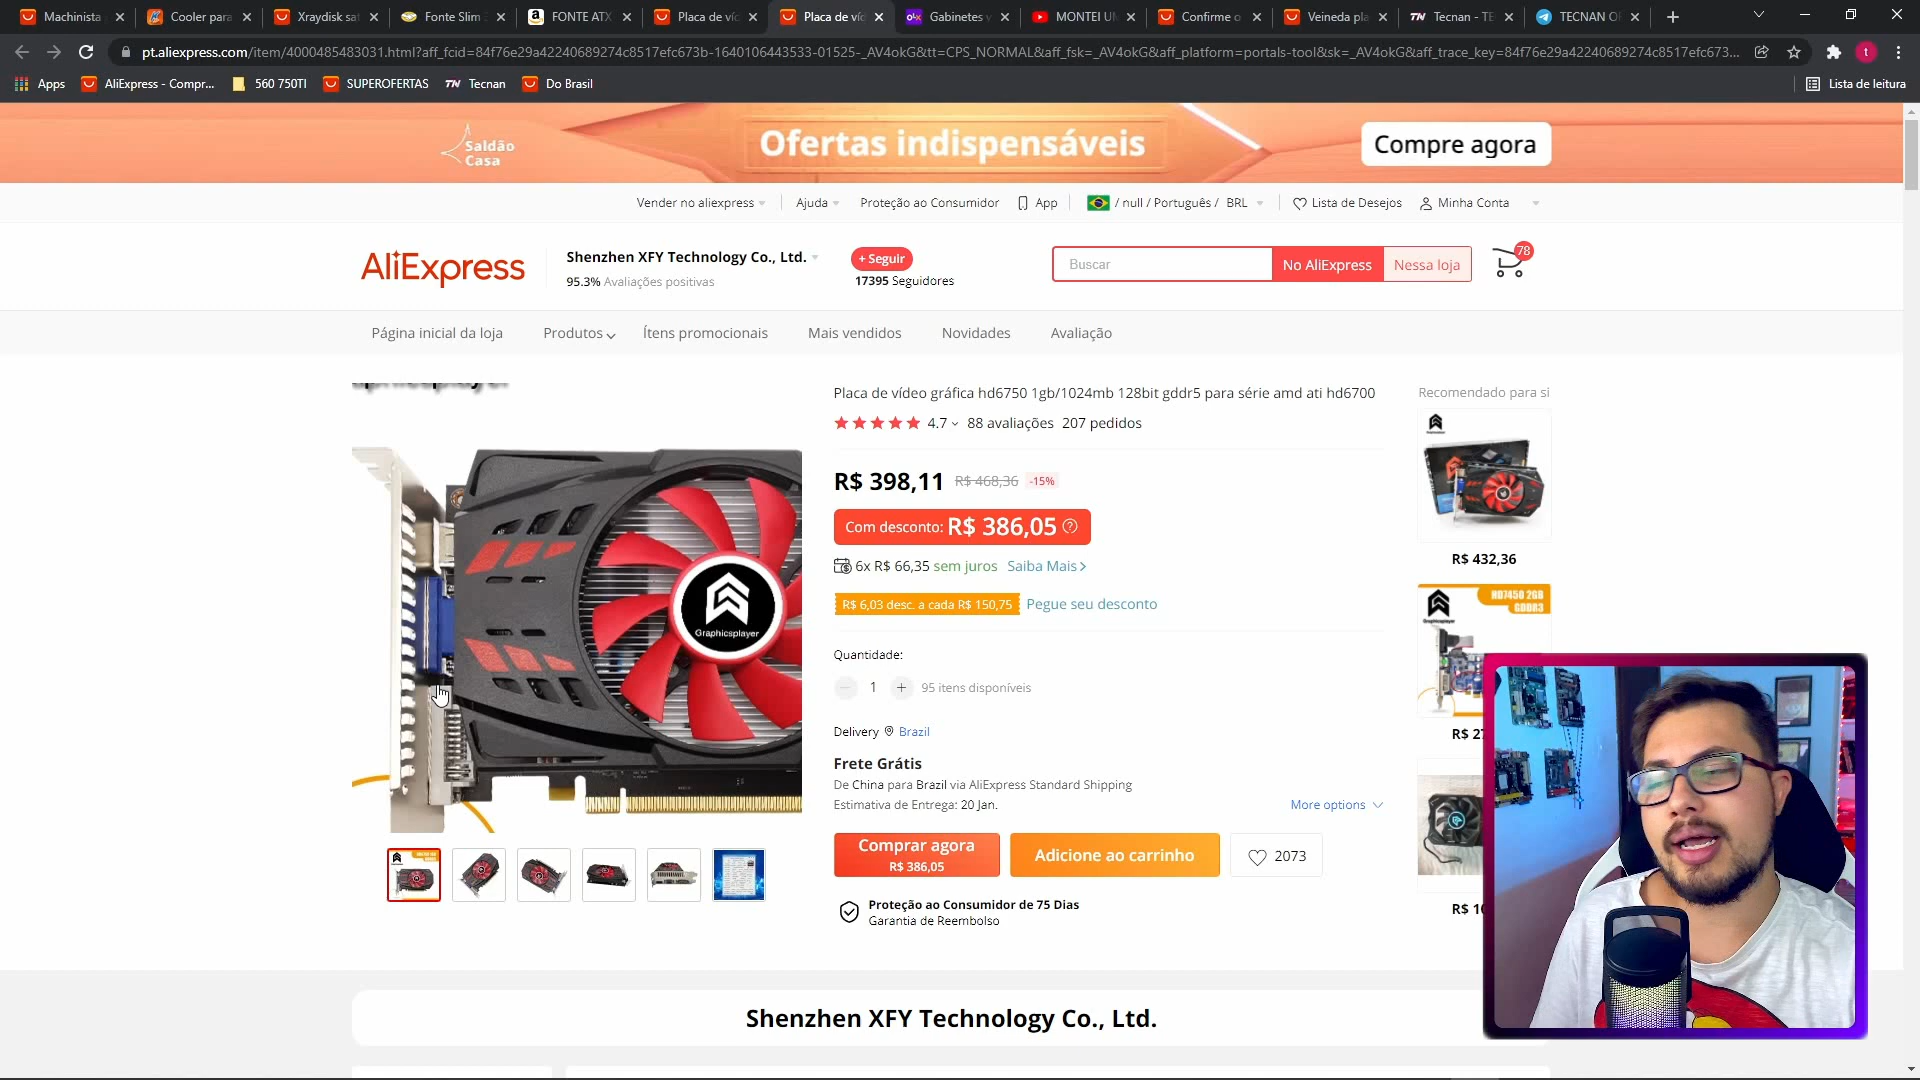 Machinista
Cooler para
Xraydisk sat
Fonte Slim
FONTE ATX
Placa de víd
Placa de víd
Gabinetes
MONTEI UM
Confirme o
Veineda pla
TN Tecnan - TE
TECNAN OF
pt.aliexpress.com/item/4000485483031.html?aff_fcid=84f76e29a42240689274c8517efc673b-1640106443533-01525-_AV4okG&tt=CPS_NORMAL&aff_fsk=_AV4okG&aff_platform=portals-tool&sk=_AV4okG&aff_trace_key=84f76e29a42240689274c8517efc673...
Apps
AliExpress - Compr...
560 750TI
SUPEROFERTAS
TN Tecnan
Do Brasil
Lista de leitura
Saldão
Casa
Ofertas indispensáveis
Compre agora
Vender no aliexpress
Ajuda
Proteção ao Consumidor
App
/ null / Português / BRL
Lista de Desejos
Minha Conta
AliExpress
Shenzhen XFY Technology Co., Ltd.
95.3% Avaliações positivas
+ Seguir
17395 Seguidores
Buscar
No AliExpress
Nessa loja
78
Página inicial da loja
Produtos
Ítens promocionais
Mais vendidos
Novidades
Avaliação
Placa de vídeo gráfica hd6750 1gb/1024mb 128bit gddr5 para série amd ati hd6700
4.7
88 avaliações
207 pedidos
R$ 398,11
R$ 468,36
-15%
Com desconto: R$ 386,05
6x R$ 66,35 sem juros Saiba Mais
R$ 6,03 desc. a cada R$ 150,75
Pegue seu desconto
Quantidade:
1
95 itens disponíveis
Delivery
Brazil
Frete Grátis
De China para Brazil via AliExpress Standard Shipping
Estimativa de Entrega: 20 Jan.
More options
Comprar agora
R$ 386,05
Adicione ao carrinho
2073
Proteção ao Consumidor de 75 Dias
Garantia de Reembolso
Graphicsplayer
Recomendado para si
R$ 432,36
HD7450 2GB
GDDR3
Graphicsplayer
R$ 27
R$ 10
Shenzhen XFY Technology Co., Ltd.